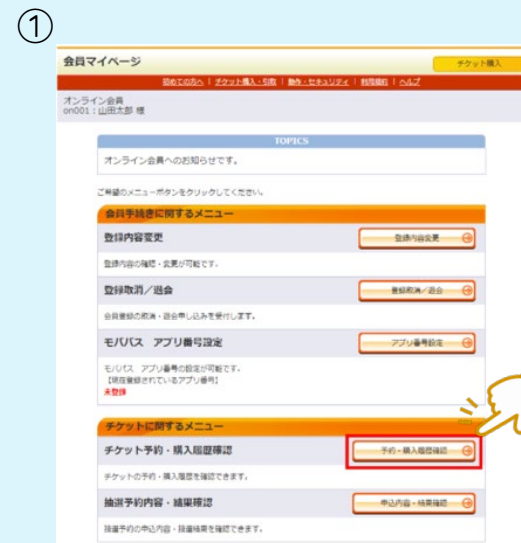 ①
会員マイページ
チケット購入
初めての方へ | チケット購入・引取 | 動作・セキュリティ | 利用規約 | ヘルプ
オンライン会員
on001：山田太郎 様
TOPICS
オンライン会員へのお知らせです。
ご希望のメニューボタンをクリックしてください。
会員手続きに関するメニュー
登録内容変更
登録内容変更
登録内容の確認・変更が可能です。
登録取消／退会
登録取消／退会
会員登録の取消・退会申し込みを受付します。
モバパス アプリ番号設定
アプリ番号設定
モバパス アプリ番号の設定が可能です。
【現在登録されているアプリ番号】
未登録
チケットに関するメニュー
チケット予約・購入履歴確認
予約・購入履歴確認
チケットの予約・購入履歴を確認できます。
抽選予約内容・結果確認
申込内容・結果確認
抽選予約の申込内容・抽選結果を確認できます。